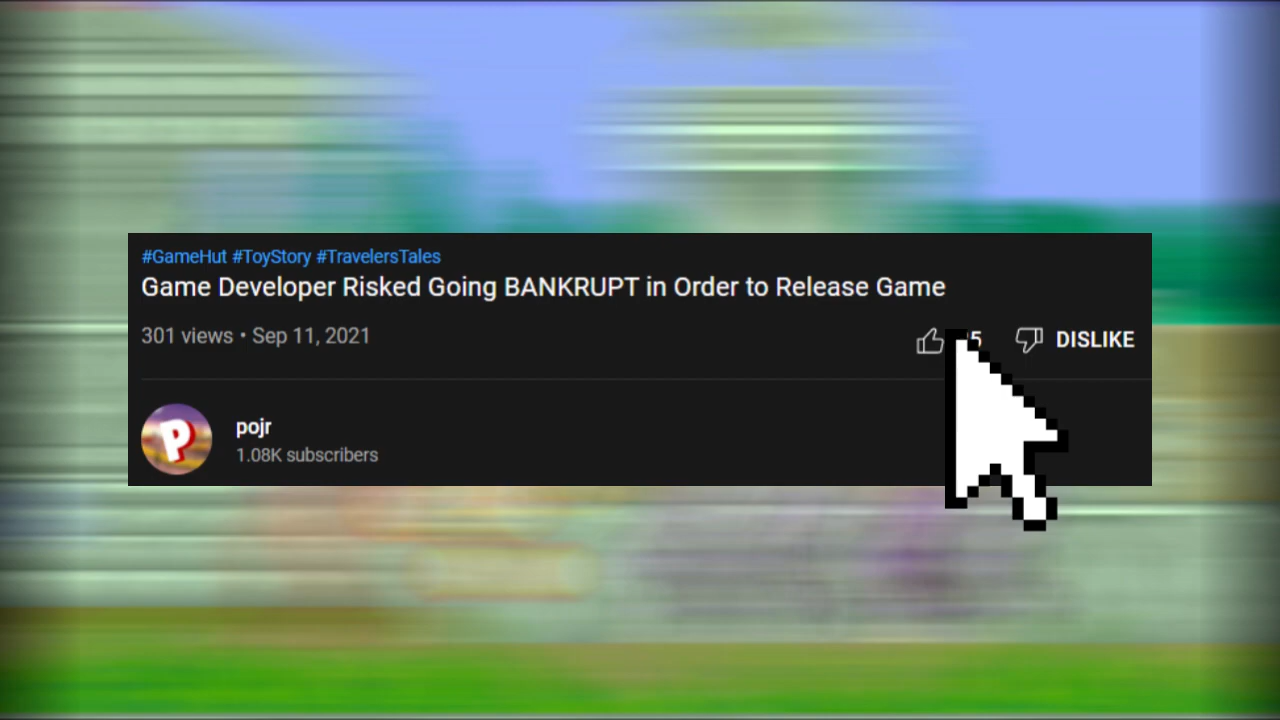 #GameHut #ToyStory #TravelersTales
Game Developer Risked Going BANKRUPT in Order to Release Game
301 views • Sep 11, 2021
DISLIKE
P
pojr
1.08K subscribers